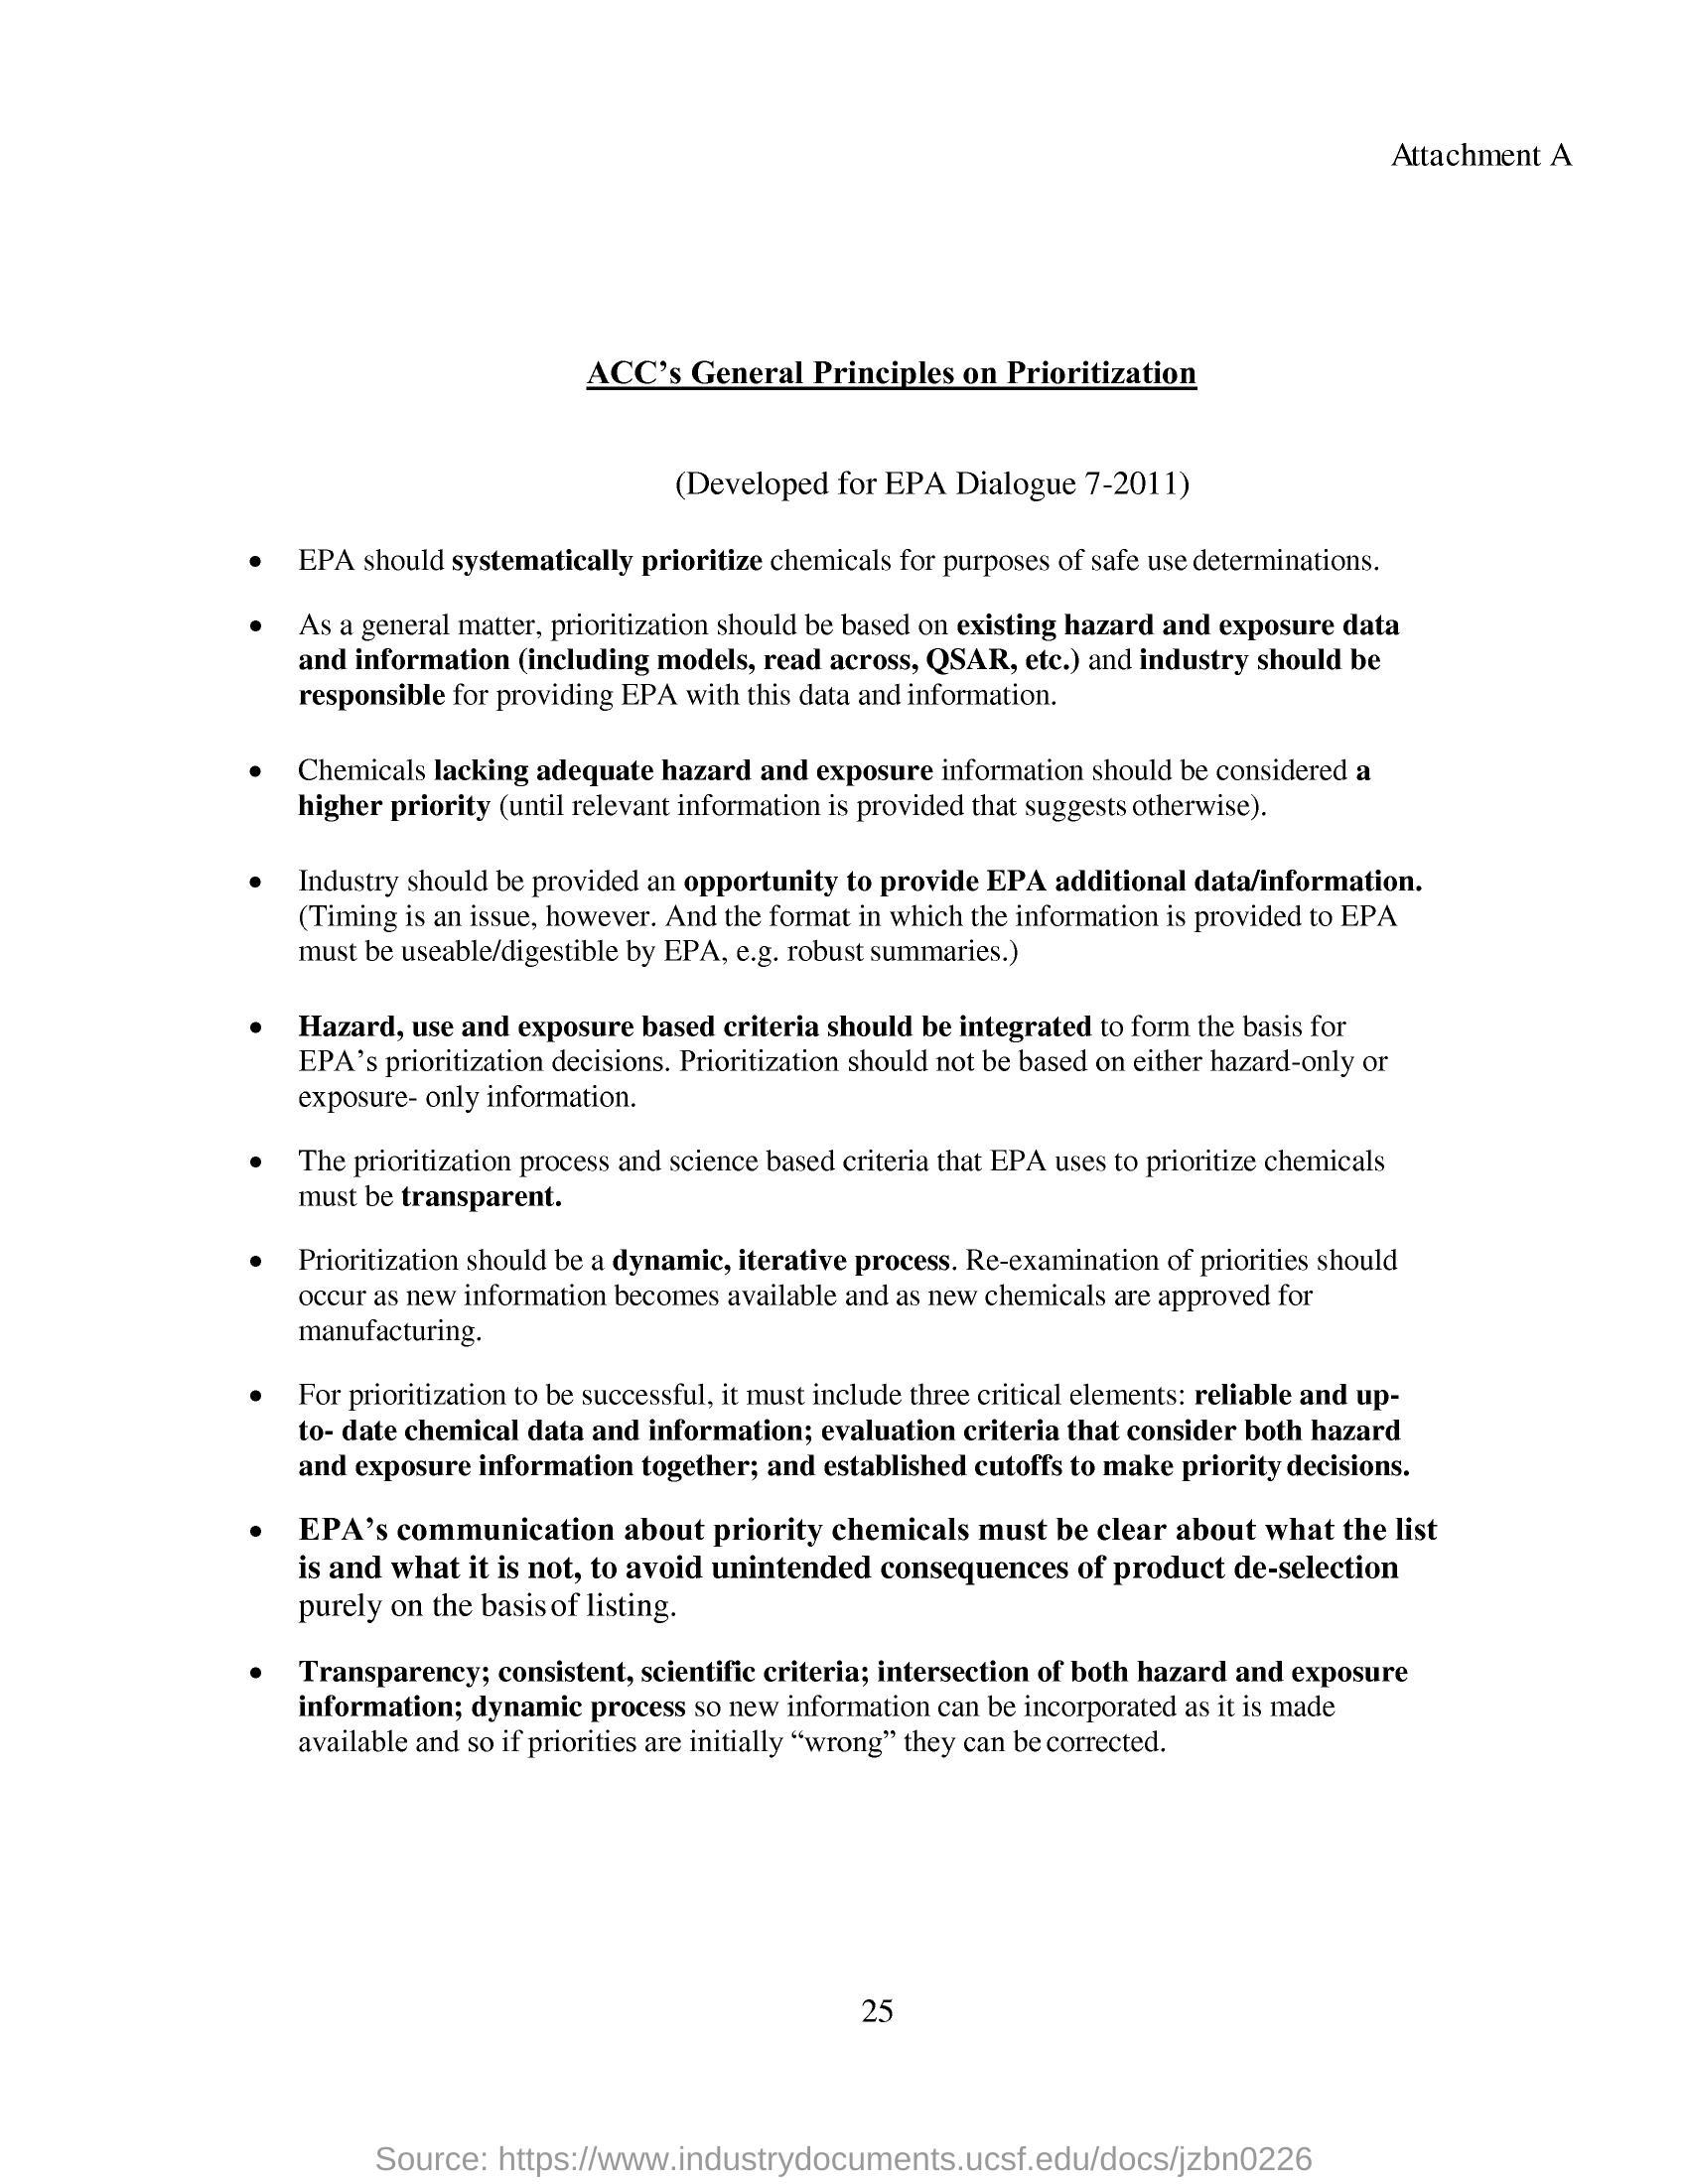 Attachment A
ACC’s General Principles on Prioritization
(Developed for EPA Dialogue 7-2011)
• EPA should systematically prioritize chemicals for purposes of safe use determinations.
• As a general matter, prioritization should be based on existing hazard and exposure data
and information (including models, read across, QSAR, etc.) and industry should be
responsible for providing EPA with this data and information.
• Chemicals lacking adequate hazard and exposure information should be considered a
higher priority (until relevant information is provided that suggests otherwise).
• Industry should be provided an opportunity to provide EPA additional data/information.
(Timing is an issue, however. And the format in which the information is provided to EPA
must be useable/digestible by EPA, e.g. robust summaries.)
• Hazard, use and exposure based criteria should be integrated to form the basis for
EPA’s prioritization decisions. Prioritization should not be based on either hazard-only or
exposure- only information.
• The prioritization process and science based criteria that EPA uses to prioritize chemicals
must be transparent.
• Prioritization should be a dynamic, iterative process. Re-examination of priorities should
occur as new information becomes available and as new chemicals are approved for
manufacturing.
• For prioritization to be successful, it must include three critical elements: reliable and up-
to- date chemical data and information; evaluation criteria that consider both hazard
and exposure information together; and established cutoffs to make priority decisions.
• EPA’s communication about priority chemicals must be clear about what the list
is and what it is not, to avoid unintended consequences of product de-selection
purely on the basis of listing.
• Transparency; consistent, scientific criteria; intersection of both hazard and exposure
information; dynamic process so new information can be incorporated as it is made
available and so if priorities are initially “wrong” they can be corrected.
25
Source: https://www.industrydocuments.ucsf.edu/docs/jzbn0226